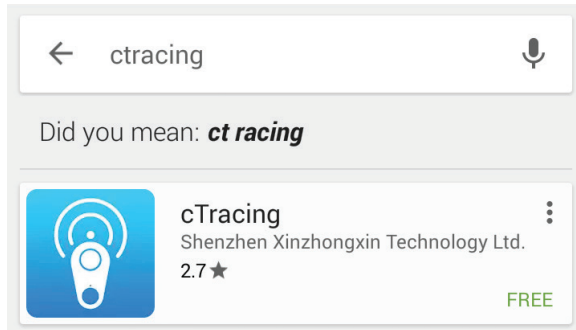 ctracing
Did you mean: ct racing
cTracing
Shenzhen Xinzhongxin Technology Ltd.
2.7★
FREE